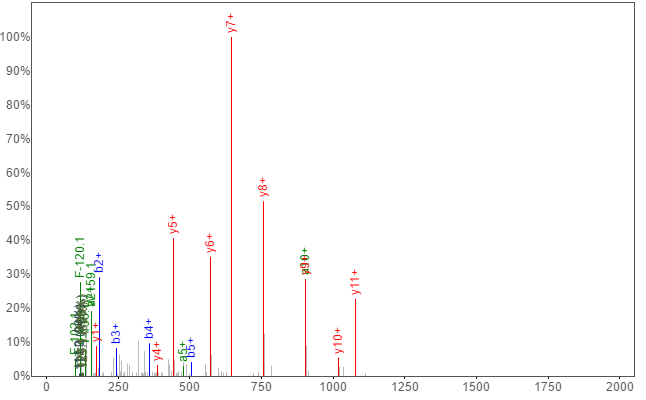 100%
90%
80%
70%
60%
50%
40%
30%
20%
10%
0%
y7+
y8+
y5+
y6+
F-120.1
b2+
y11+
y1+
b3+
b4+
y4+
a5+
b5+
y10+
0
250
500
750
1000
1250
1500
1750
2000